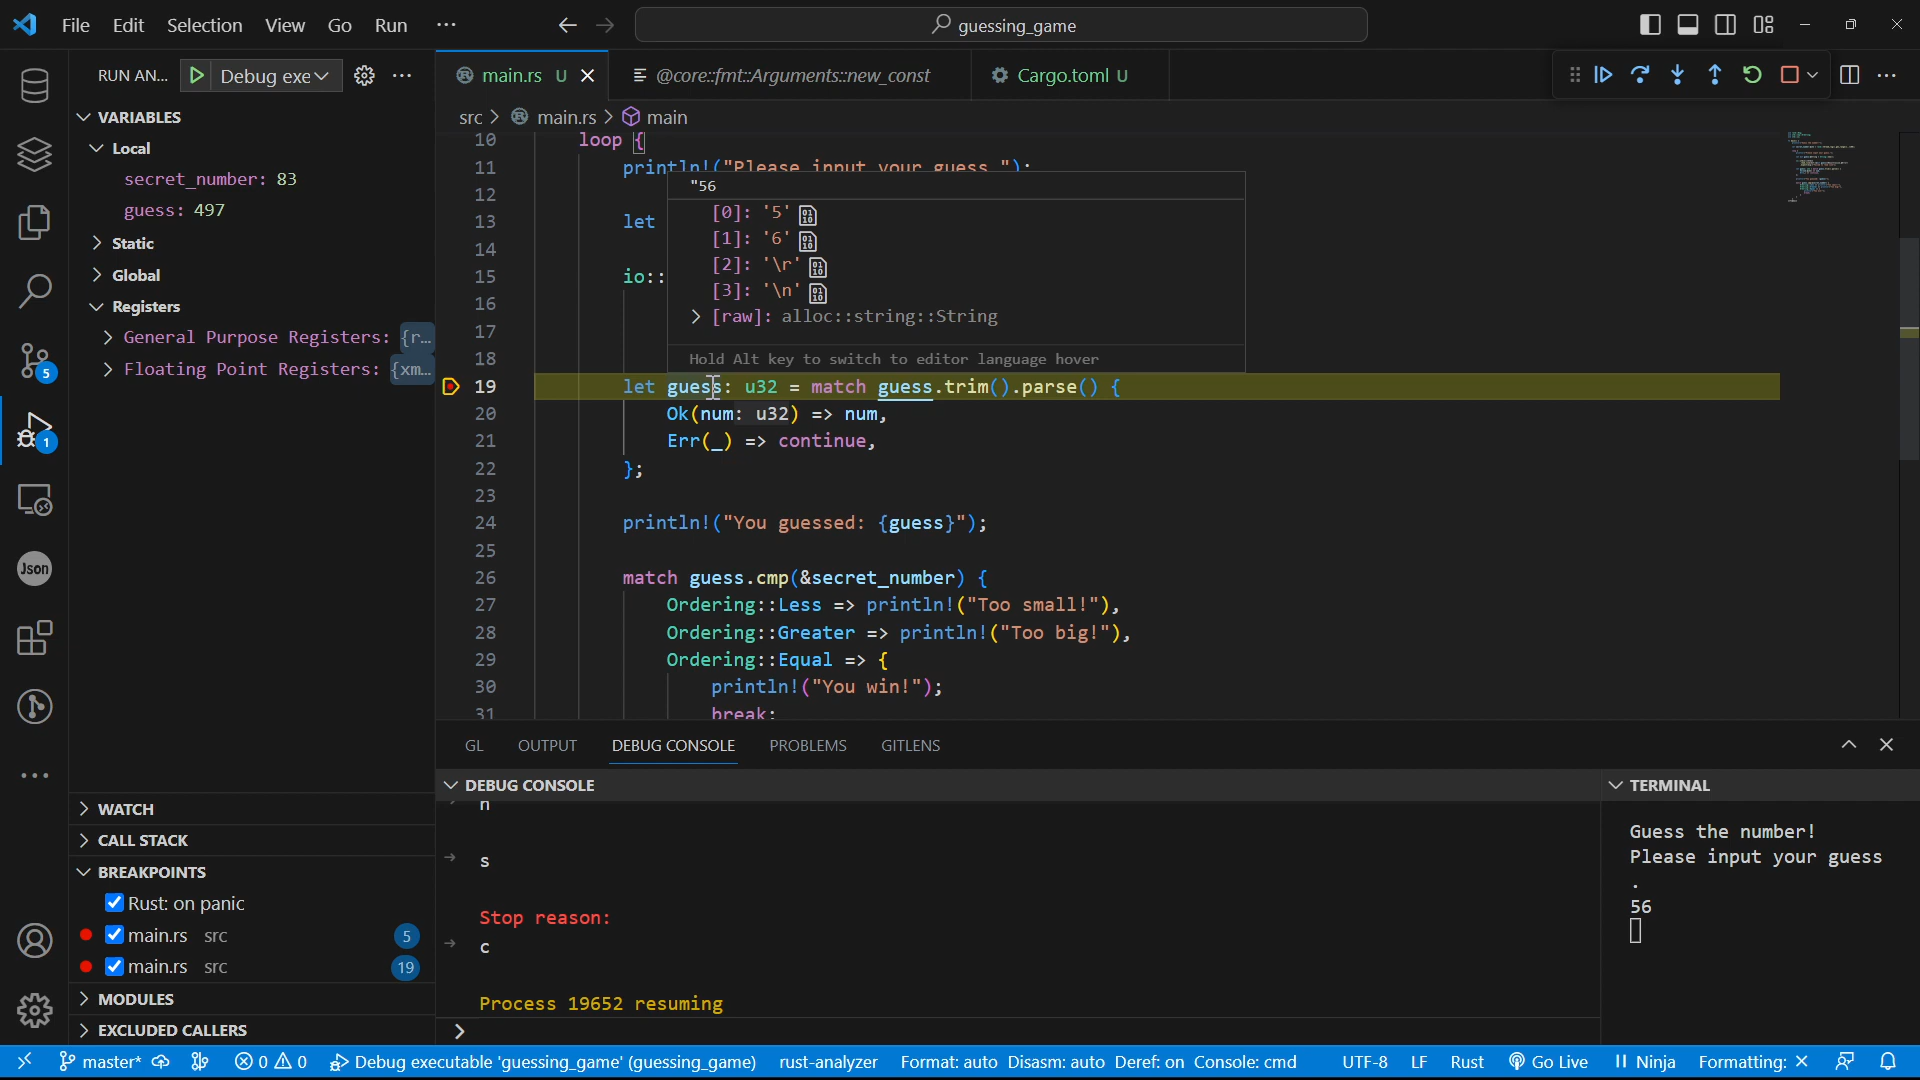 File Edit Selection View Go Run ··· guessing_game
RUN AN... Debug exe ···
main.rs U @core::fmt::Arguments::new_const Cargo.toml U
src > main.rs > main
VARIABLES
Local
secret_number: 83
guess: 497
Static
Global
Registers
General Purpose Registers: {r…
Floating Point Registers: {xm…
10 loop {
11 println!("Please input your guess.");
12
13 let
14
15 io::
16
17
18
"56
[0]: '5'
[1]: '6'
[2]: '\r'
[3]: '\n'
[raw]: alloc::string::String
Hold Alt key to switch to editor language hover
19 let guess: u32 = match guess.trim().parse() {
20 Ok(num: u32) => num,
21 Err(_) => continue,
22 };
23
24 println!("You guessed: {guess}");
25
26 match guess.cmp(&secret_number) {
27 Ordering::Less => println!("Too small!"),
28 Ordering::Greater => println!("Too big!"),
29 Ordering::Equal => {
30 println!("You win!");
31 break;
5
1
Json
WATCH
CALL STACK
BREAKPOINTS
Rust: on panic
main.rs src 5
main.rs src 19
MODULES
EXCLUDED CALLERS
GL OUTPUT DEBUG CONSOLE PROBLEMS GITLENS
DEBUG CONSOLE
n
s
Stop reason:
c
Process 19652 resuming
>
TERMINAL
Guess the number!
Please input your guess
.
56
master* 0 0 Debug executable 'guessing_game' (guessing_game) rust-analyzer Format: auto Disasm: auto Deref: on Console: cmd UTF-8 LF Rust Go Live Ninja Formatting: ×